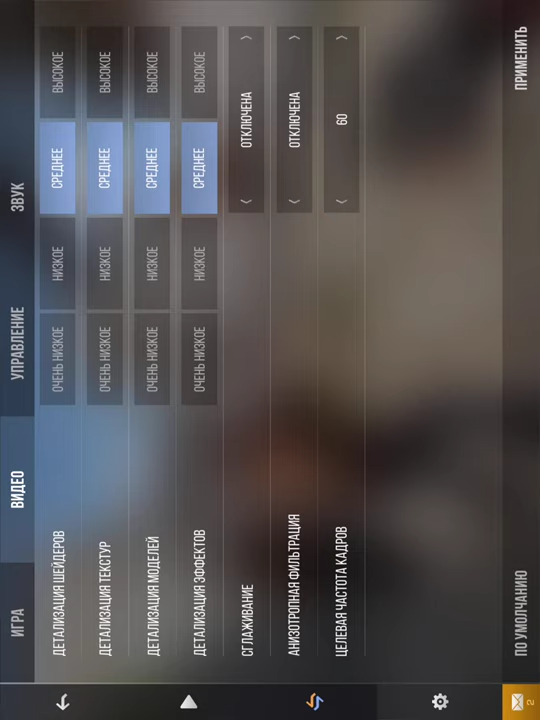 ИГРА
ВИДЕО
УПРАВЛЕНИЕ
ЗВУК
ДЕТАЛИЗАЦИЯ ШЕЙДЕРОВ
ОЧЕНЬ НИЗКОЕ НИЗКОЕ СРЕДНЕЕ ВЫСОКОЕ
ДЕТАЛИЗАЦИЯ ТЕКСТУР
ОЧЕНЬ НИЗКОЕ НИЗКОЕ СРЕДНЕЕ ВЫСОКОЕ
ДЕТАЛИЗАЦИЯ МОДЕЛЕЙ
ОЧЕНЬ НИЗКОЕ НИЗКОЕ СРЕДНЕЕ ВЫСОКОЕ
ДЕТАЛИЗАЦИЯ ЭФФЕКТОВ
ОЧЕНЬ НИЗКОЕ НИЗКОЕ СРЕДНЕЕ ВЫСОКОЕ
СГЛАЖИВАНИЕ
ОТКЛЮЧЕНА
АНИЗОТРОПНАЯ ФИЛЬТРАЦИЯ
ОТКЛЮЧЕНА
ЦЕЛЕВАЯ ЧАСТОТА КАДРОВ
60
ПО УМОЛЧАНИЮ
ПРИМЕНИТЬ
2